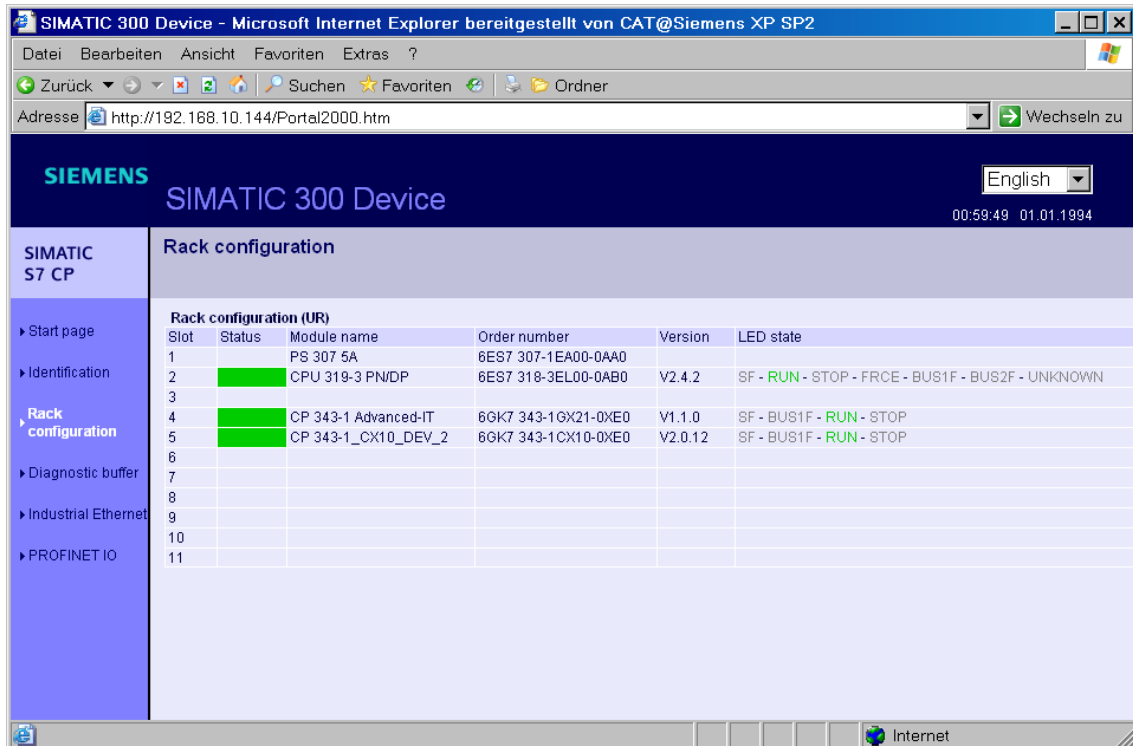 SIMATIC 300 Device - Microsoft Internet Explorer bereitgestellt von CAT@Siemens XP SP2
Datei Bearbeiten Ansicht Favoriten Extras ?
Zurück Suchen Favoriten Ordner
Adresse http://192.168.10.144/Portal2000.htm Wechseln zu
SIEMENS
SIMATIC 300 Device
English
00:59:49 01.01.1994
SIMATIC
S7 CP
Rack configuration
Start page
Identification
Rack
configuration
Diagnostic buffer
Industrial Ethernet
PROFINET IO
Rack configuration (UR)
Slot Status Module name Order number Version LED state
1 PS 307 5A 6ES7 307-1EA00-0AA0
2 CPU 319-3 PN/DP 6ES7 318-3EL00-0AB0 V2.4.2 SF - RUN - STOP - FRCE - BUS1F - BUS2F - UNKNOWN
3
4 CP 343-1 Advanced-IT 6GK7 343-1GX21-0XE0 V1.1.0 SF - BUS1F - RUN - STOP
5 CP 343-1_CX10_DEV_2 6GK7 343-1CX10-0XE0 V2.0.12 SF - BUS1F - RUN - STOP
6
7
8
9
10
11
Internet